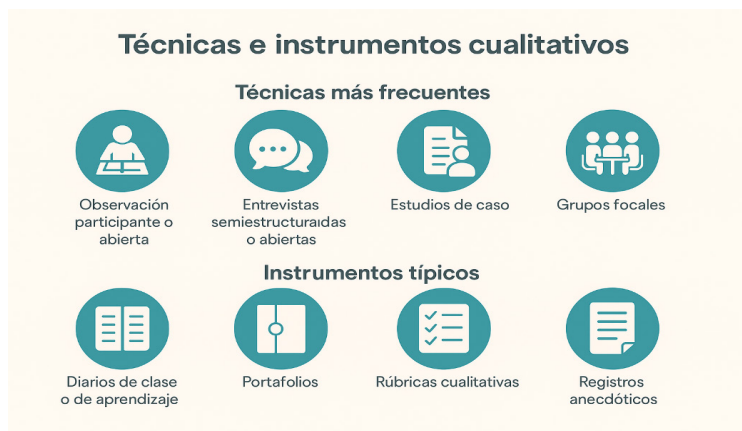 Técnicas e instrumentos cualitativos
Técnicas más frecuentes
Observación
participante o
abierta
Entrevistas
semiestructuraıdas
o abiertas
Estudios de caso
Grupos focales
Instrumentos típicos
Diarios de clase
o de aprendizaje
Portafolios
Rúbricas cualitativas
Registros
anecdóticos